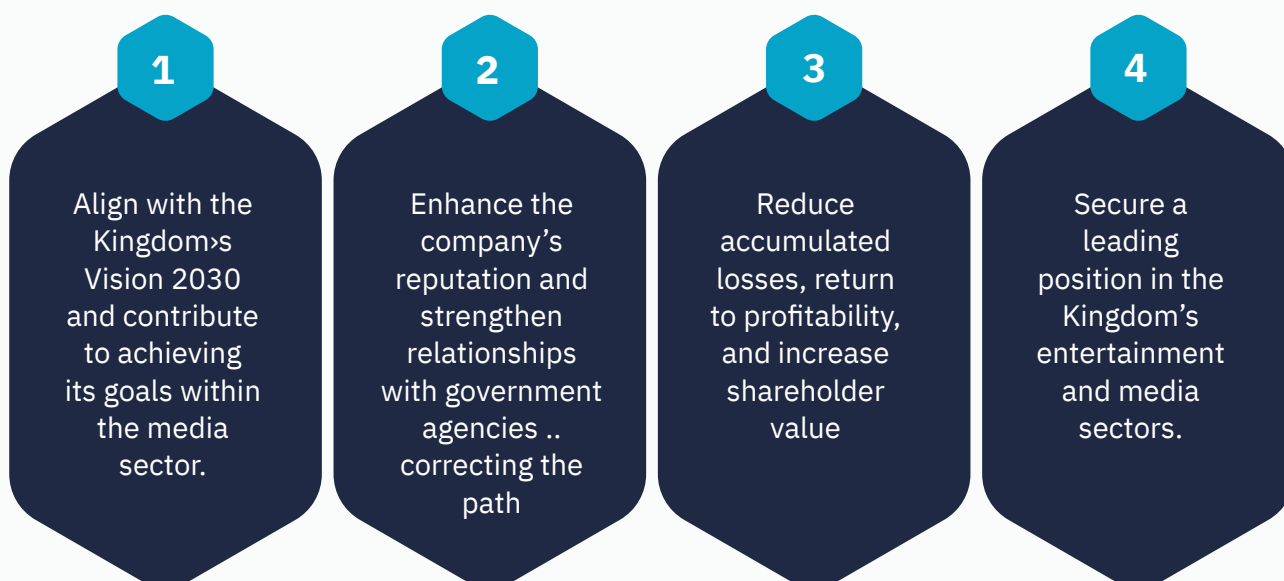 1
Align with the
Kingdom›s
Vision 2030
and contribute
to achieving
its goals within
the media
sector.
2
Enhance the
company’s
reputation and
strengthen
relationships
with government
agencies ..
correcting the
path
3
Reduce
accumulated
losses, return
to profitability,
and increase
shareholder
value
4
Secure a
leading
position in the
Kingdom’s
entertainment
and media
sectors.